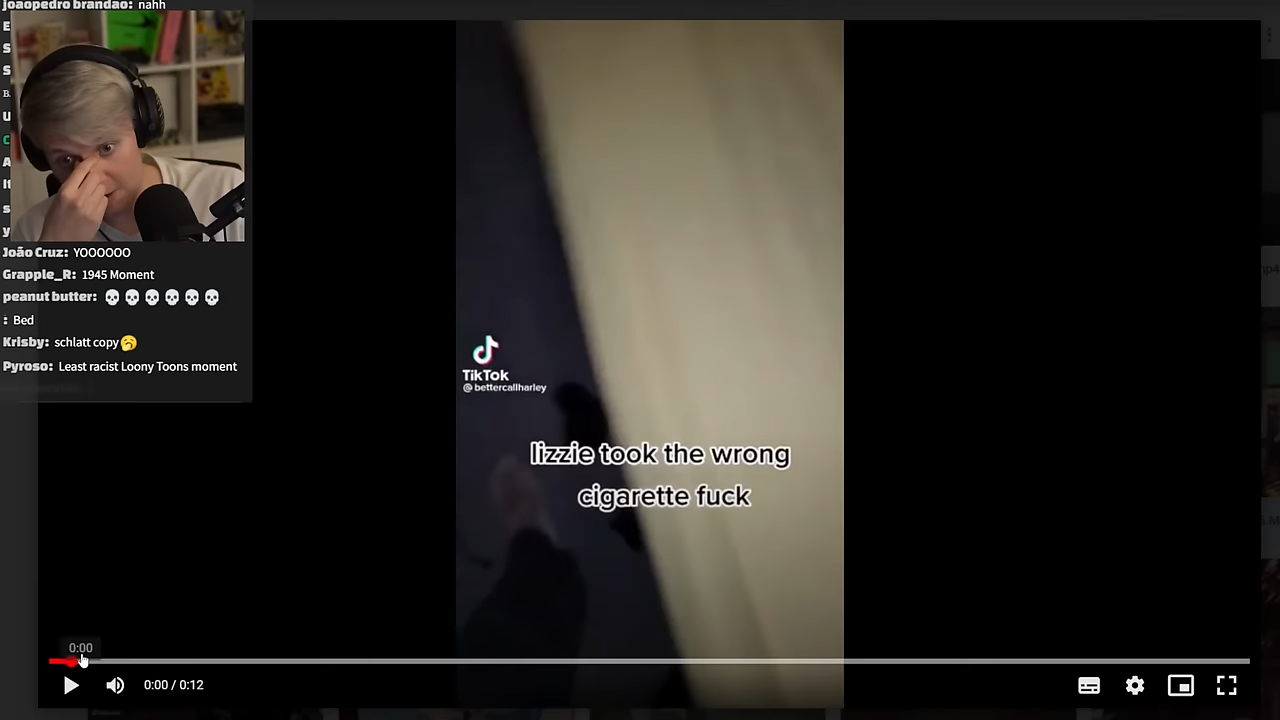 joaopedro brandao: nahh
E
S
S
B.
U
C
A
It
s
y
João Cruz: YOOOOOO
Grapple_R: 1945 Moment
peanut butter: 💀💀💀💀💀💀
: Bed
Krisby: schlatt copy🥱
Pyroso: Least racist Loony Toons moment
TikTok
@bettercallharley
lizzie took the wrong
cigarette fuck
0:00
0:00 / 0:12